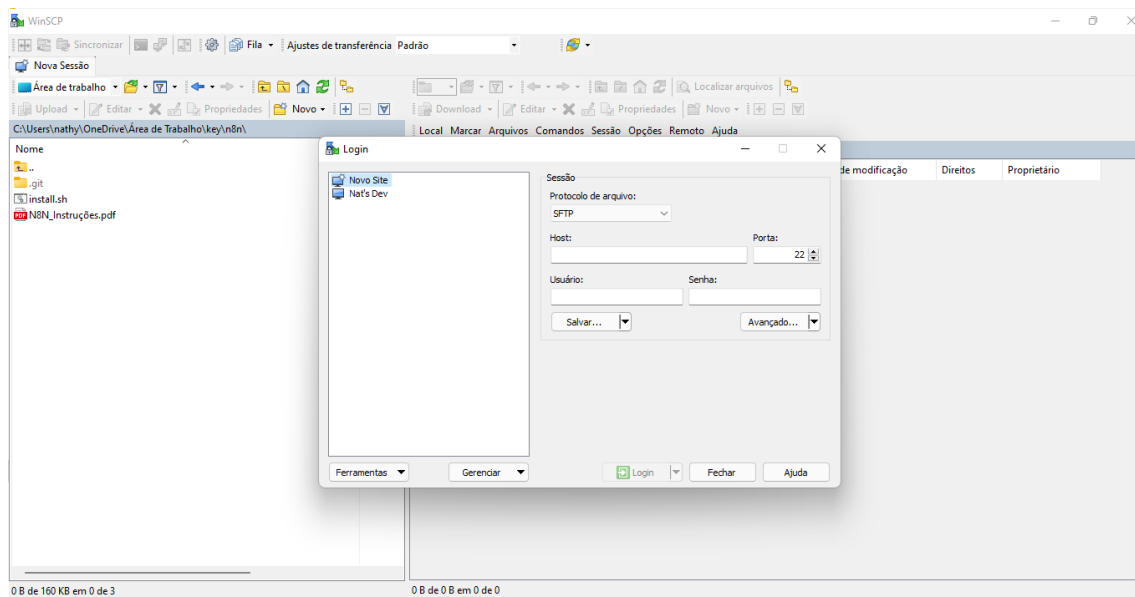 WinSCP
Sincronizar Fila Ajustes de transferência Padrão
Nova Sessão
Área de trabalho Localizar arquivos
Upload Editar Propriedades Novo Download Editar Propriedades Novo
C:\Users\nathy\OneDrive\Área de Trabalho\key\n8n\ Local Marcar Arquivos Comandos Sessão Opções Remoto Ajuda
Nome de modificação Direitos Proprietário
..
.git
install.sh
N8N_Instruções.pdf
Login
Novo Site
Nat's Dev
Sessão
Protocolo de arquivo:
SFTP
Host: Porta:
22
Usuário: Senha:
Salvar... Avançado...
Ferramentas Gerenciar Login Fechar Ajuda
0 B de 160 KB em 0 de 3 0 B de 0 B em 0 de 0